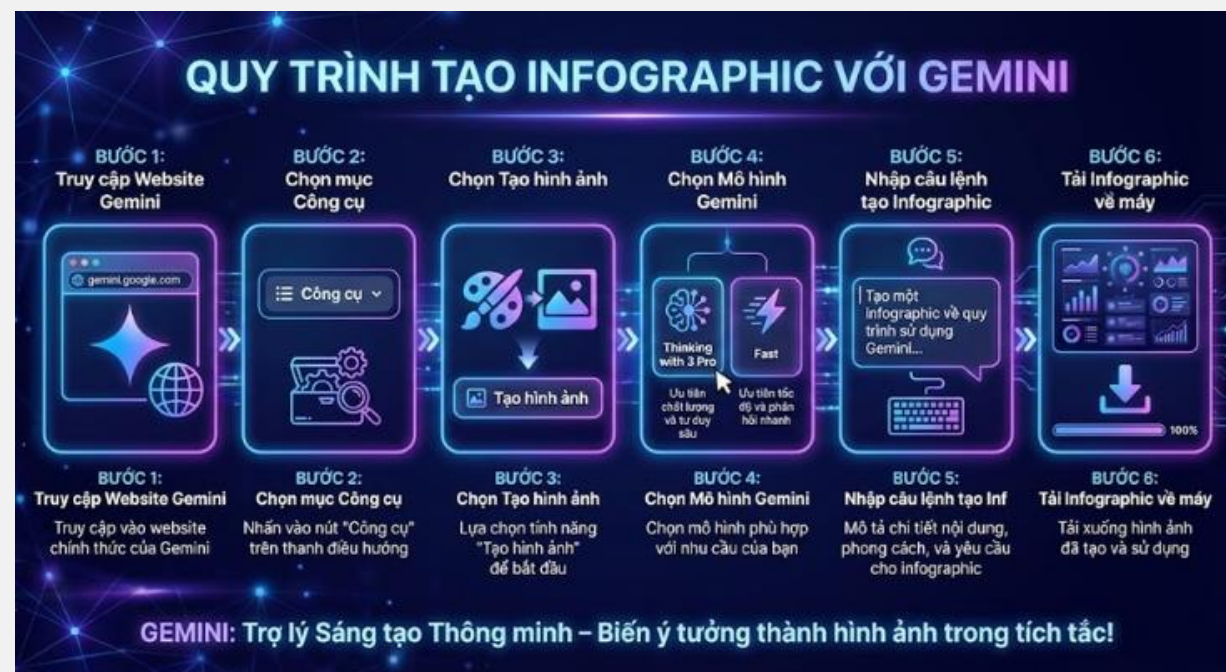 QUY TRÌNH TẠO INFOGRAPHIC VỚI GEMINI
BƯỚC 1:
Truy cập Website
Gemini
gemini.google.com
BƯỚC 2:
Chọn mục
Công cụ
Công cụ
BƯỚC 3:
Chọn Tạo hình ảnh
Tạo hình ảnh
BƯỚC 4:
Chọn Mô hình
Gemini
Thinking
with 3 Pro
Fast
Ưu tiên
chất lượng
và tư duy
sâu
Ưu tiên tốc
độ và phản
hồi nhanh
BƯỚC 5:
Nhập câu lệnh
tạo Infographic
Tạo một
infographic về quy
trình sử dụng
Gemini...
BƯỚC 6:
Tải Infographic
về máy
100%
BƯỚC 1:
Truy cập Website Gemini
Truy cập vào website
chính thức của Gemini
BƯỚC 2:
Chọn mục Công cụ
Nhấn vào nút "Công cụ"
trên thanh điều hướng
BƯỚC 3:
Chọn Tạo hình ảnh
Lựa chọn tính năng
"Tạo hình ảnh"
để bắt đầu
BƯỚC 4:
Chọn Mô hình Gemini
Chọn mô hình phù hợp
với nhu cầu của bạn
BƯỚC 5:
Nhập câu lệnh tạo Inf
Mô tả chi tiết nội dung,
phong cách, và yêu cầu
cho infographic
BƯỚC 6:
Tải Infographic về máy
Tải xuống hình ảnh
đã tạo và sử dụng
GEMINI: Trợ lý Sáng tạo Thông minh – Biến ý tưởng thành hình ảnh trong tích tắc!